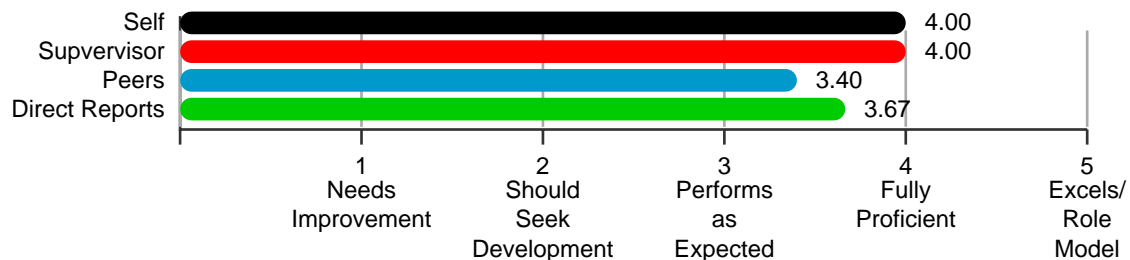 Self 4.00
Supvervisor 4.00
Peers 3.40
Direct Reports 3.67
1 2 3 4 5
Needs Should Performs Fully Excels/
Improvement Seek as Proficient Role
Development Expected Model